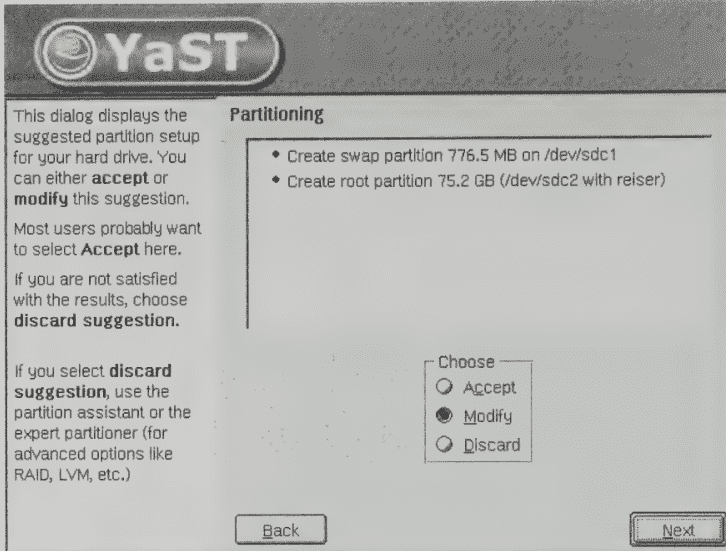 YaST
This dialog displays the
suggested partition setup
for your hard drive. You
can either accept or
modify this suggestion.
Most users probably want
to select Accept here.
If you are not satisfied
with the results, choose
discard suggestion.
If you select discard
suggestion, use the
partition assistant or the
expert partitioner (for
advanced options like
RAID, LVM, etc.)
Partitioning
• Create swap partition 776.5 MB on /dev/sdc1
• Create root partition 75.2 GB (/dev/sdc2 with reiser)
Choose
Accept
Modify
Discard
Back
Next